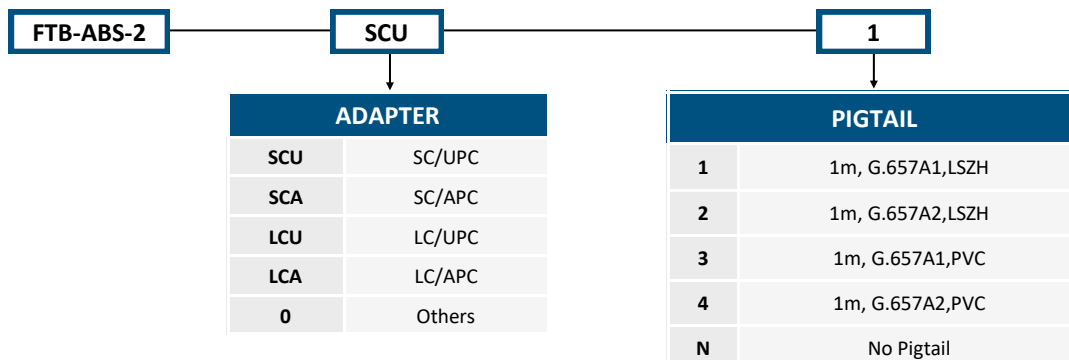 FTB-ABS-2 SCU 1
ADAPTER
SCU SC/UPC
SCA SC/APC
LCU LC/UPC
LCA LC/APC
0 Others
PIGTAIL
1 1m, G.657A1,LSZH
2 1m, G.657A2,LSZH
3 1m, G.657A1,PVC
4 1m, G.657A2,PVC
N No Pigtail